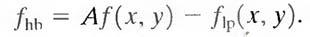 f_hb = Af(x, y) − f_lp(x, y).